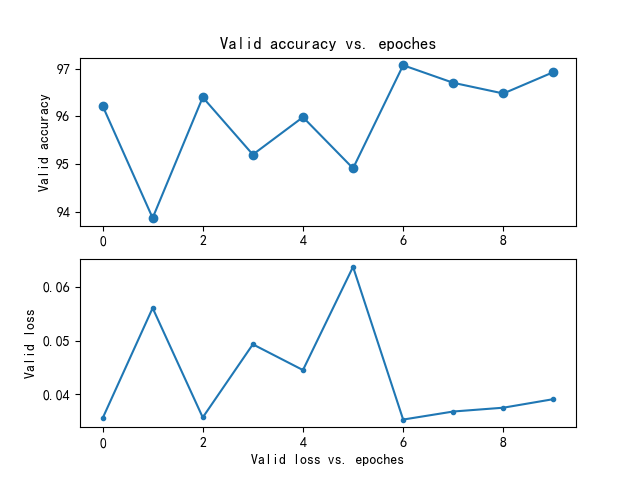 Valid accuracy vs. epoches
Valid accuracy
97
96
95
94
0 2 4 6 8
Valid loss
0.06
0.05
0.04
0 2 4 6 8
Valid loss vs. epoches